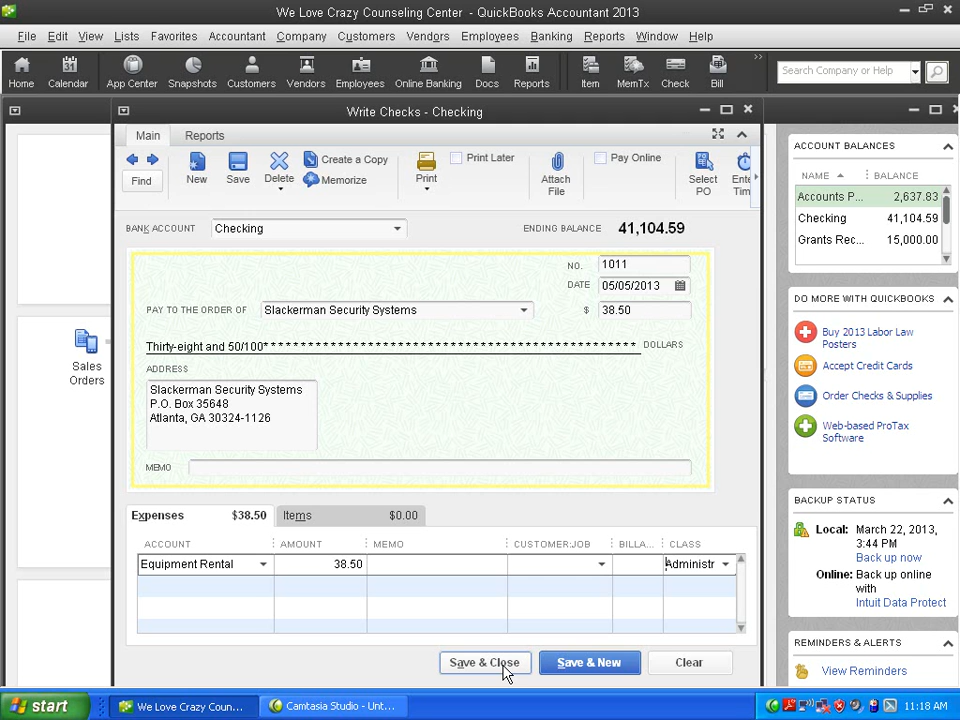 We Love Crazy Counseling Center - QuickBooks Accountant 2013
File Edit View Lists Favorites Accountant Company Customers Vendors Employees Banking Reports Window Help
Home Calendar App Center Snapshots Customers Vendors Employees Online Banking Docs Reports Item MemTx Check Bill
Search Company or Help
Write Checks - Checking
Main Reports
Find New Save Delete Create a Copy Memorize Print Print Later Attach File Pay Online Select PO Ente Tim
BANK ACCOUNT Checking ENDING BALANCE 41,104.59
NO. 1011
DATE 05/05/2013
PAY TO THE ORDER OF Slackerman Security Systems $ 38.50
Thirty-eight and 50/100* * * * * * * * * * * * * * * * * * * * * * * * * * * * * * * * * * * * * * * * * * * DOLLARS
ADDRESS
Slackerman Security Systems
P.O. Box 35648
Atlanta, GA 30324-1126
MEMO
Expenses $38.50 Items $0.00
ACCOUNT AMOUNT MEMO CUSTOMER:JOB BILLA... CLASS
Equipment Rental 38.50 Administr
Save & Close Save & New Clear
Sales
Orders
ACCOUNT BALANCES
NAME BALANCE
Accounts P... 2,637.83
Checking 41,104.59
Grants Rec... 15,000.00
DO MORE WITH QUICKBOOKS
Buy 2013 Labor Law
Posters
Accept Credit Cards
Order Checks & Supplies
Web-based ProTax
Software
BACKUP STATUS
Local: March 22, 2013,
3:44 PM
Back up now
Online: Back up online
with
Intuit Data Protect
REMINDERS & ALERTS
View Reminders
start We Love Crazy Coun... Camtasia Studio - Unt... 11:18 AM